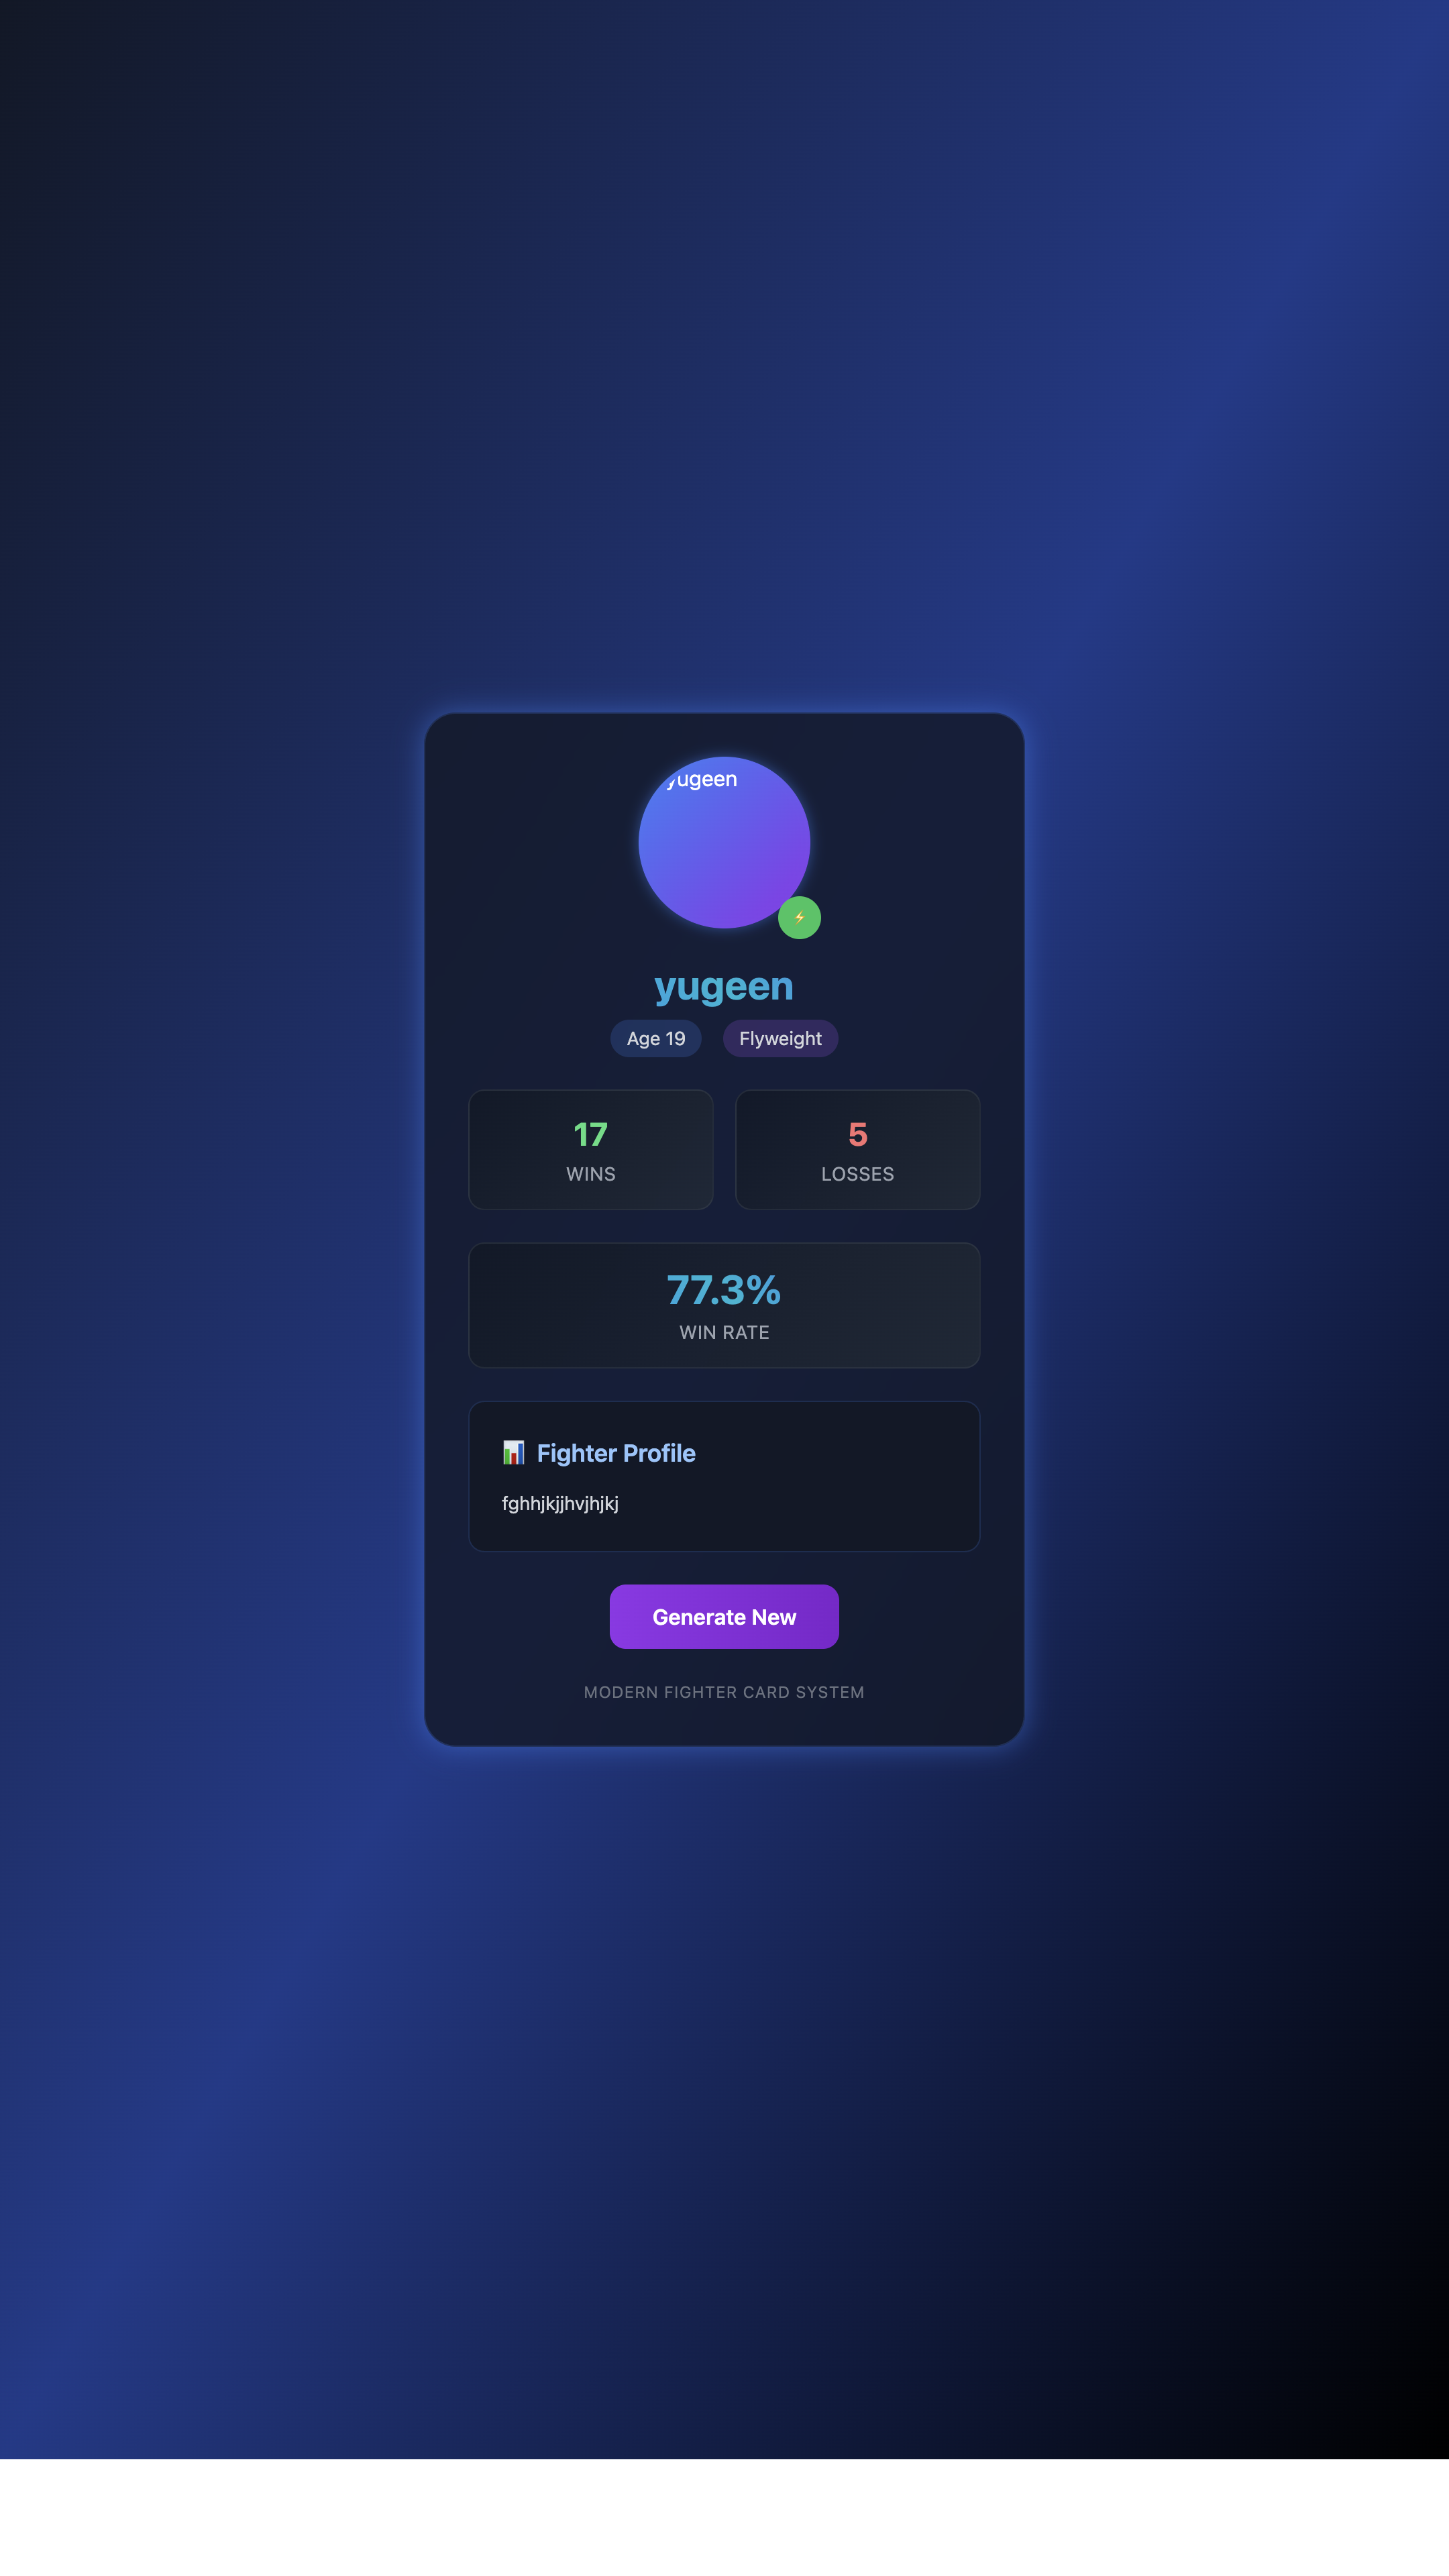 yugeen
yugeen
Age 19 Flyweight
17 5
WINS LOSSES
77.3%
WIN RATE
Fighter Profile
fghhjkjjhvjhjkj
Generate New
MODERN FIGHTER CARD SYSTEM